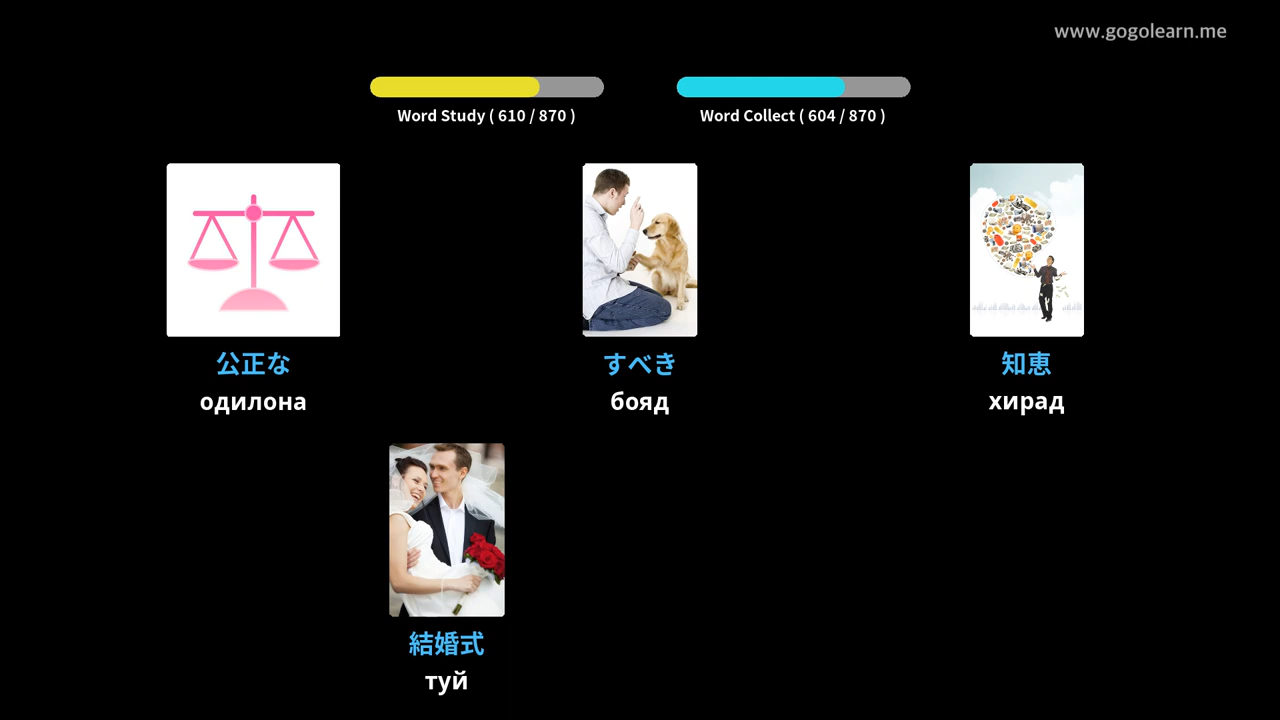 www.gogolearn.me
Word Study ( 610 / 870 )
Word Collect ( 604 / 870 )
公正な
одилона
すべき
бояд
知恵
хирад
結婚式
туй